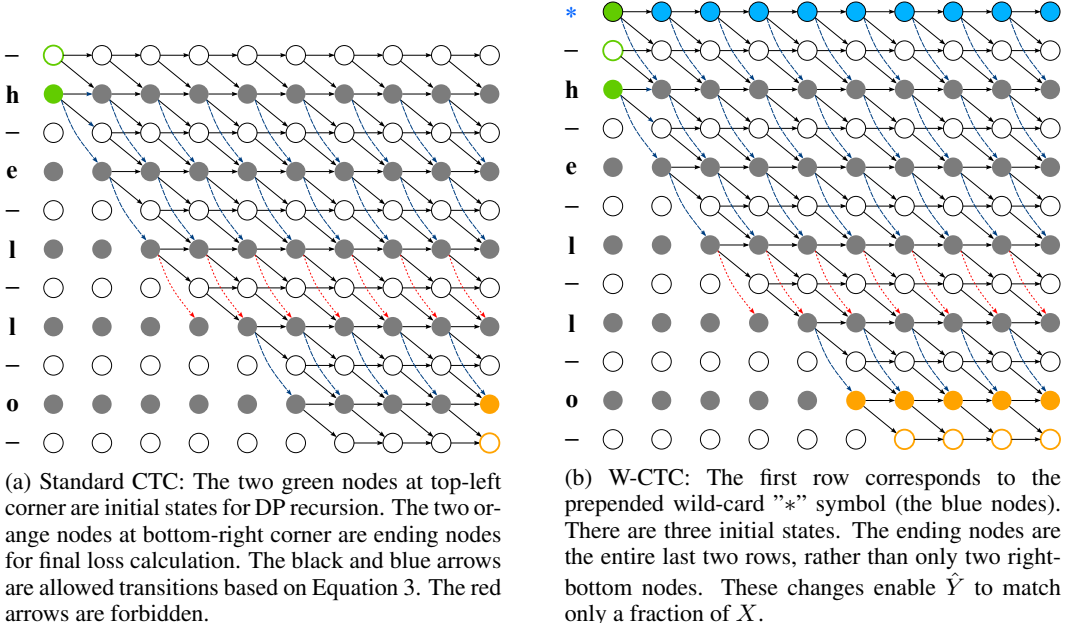 –
h
–
e
–
l
–
l
–
o
–
(a) Standard CTC: The two green nodes at top-left
corner are initial states for DP recursion. The two or-
ange nodes at bottom-right corner are ending nodes
for final loss calculation. The black and blue arrows
are allowed transitions based on Equation 3. The red
arrows are forbidden.
*
–
h
–
e
–
l
–
l
–
o
–
(b) W-CTC: The first row corresponds to the
prepended wild-card ”∗” symbol (the blue nodes).
There are three initial states. The ending nodes are
the entire last two rows, rather than only two right-
bottom nodes. These changes enable Ŷ to match
only a fraction of X.